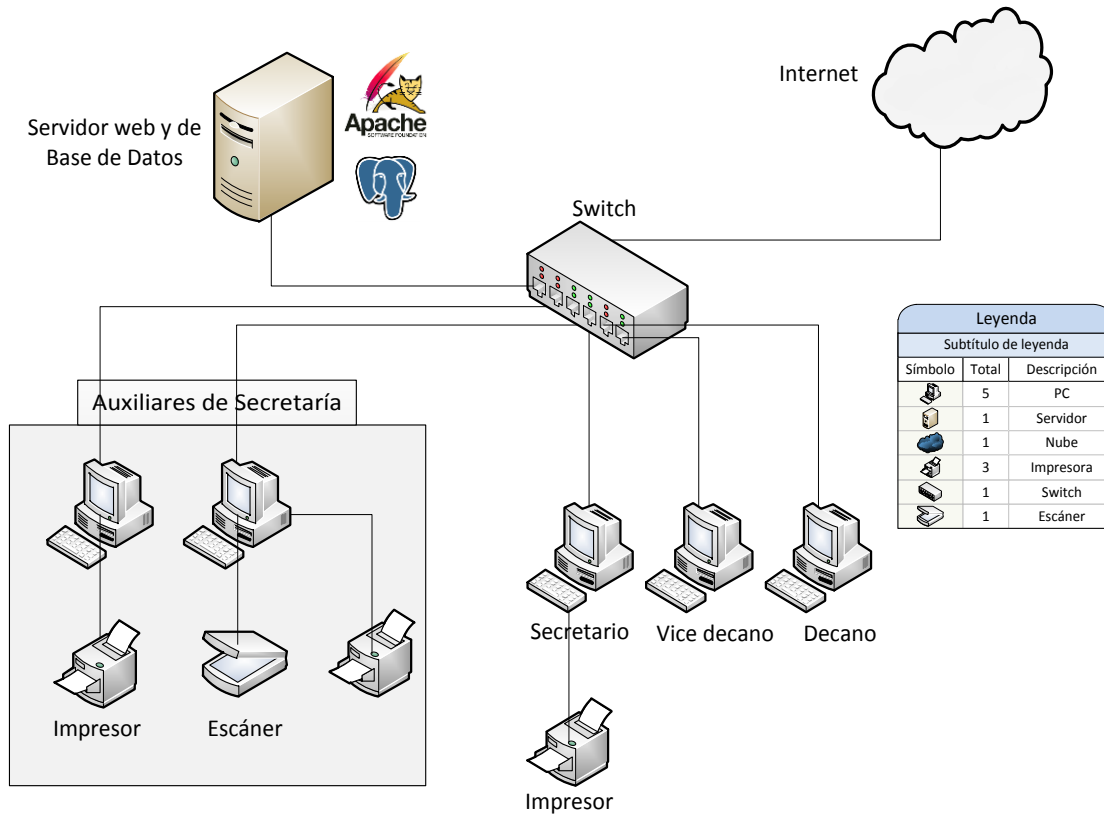 Internet
Servidor web y de
Base de Datos
Apache
SOFTWARE FOUNDATION
Switch
Leyenda
Subtítulo de leyenda
Símbolo Total Descripción
5 PC
1 Servidor
1 Nube
3 Impresora
1 Switch
1 Escáner
Auxiliares de Secretaría
Secretario Vice decano Decano
Impresor Escáner
Impresor